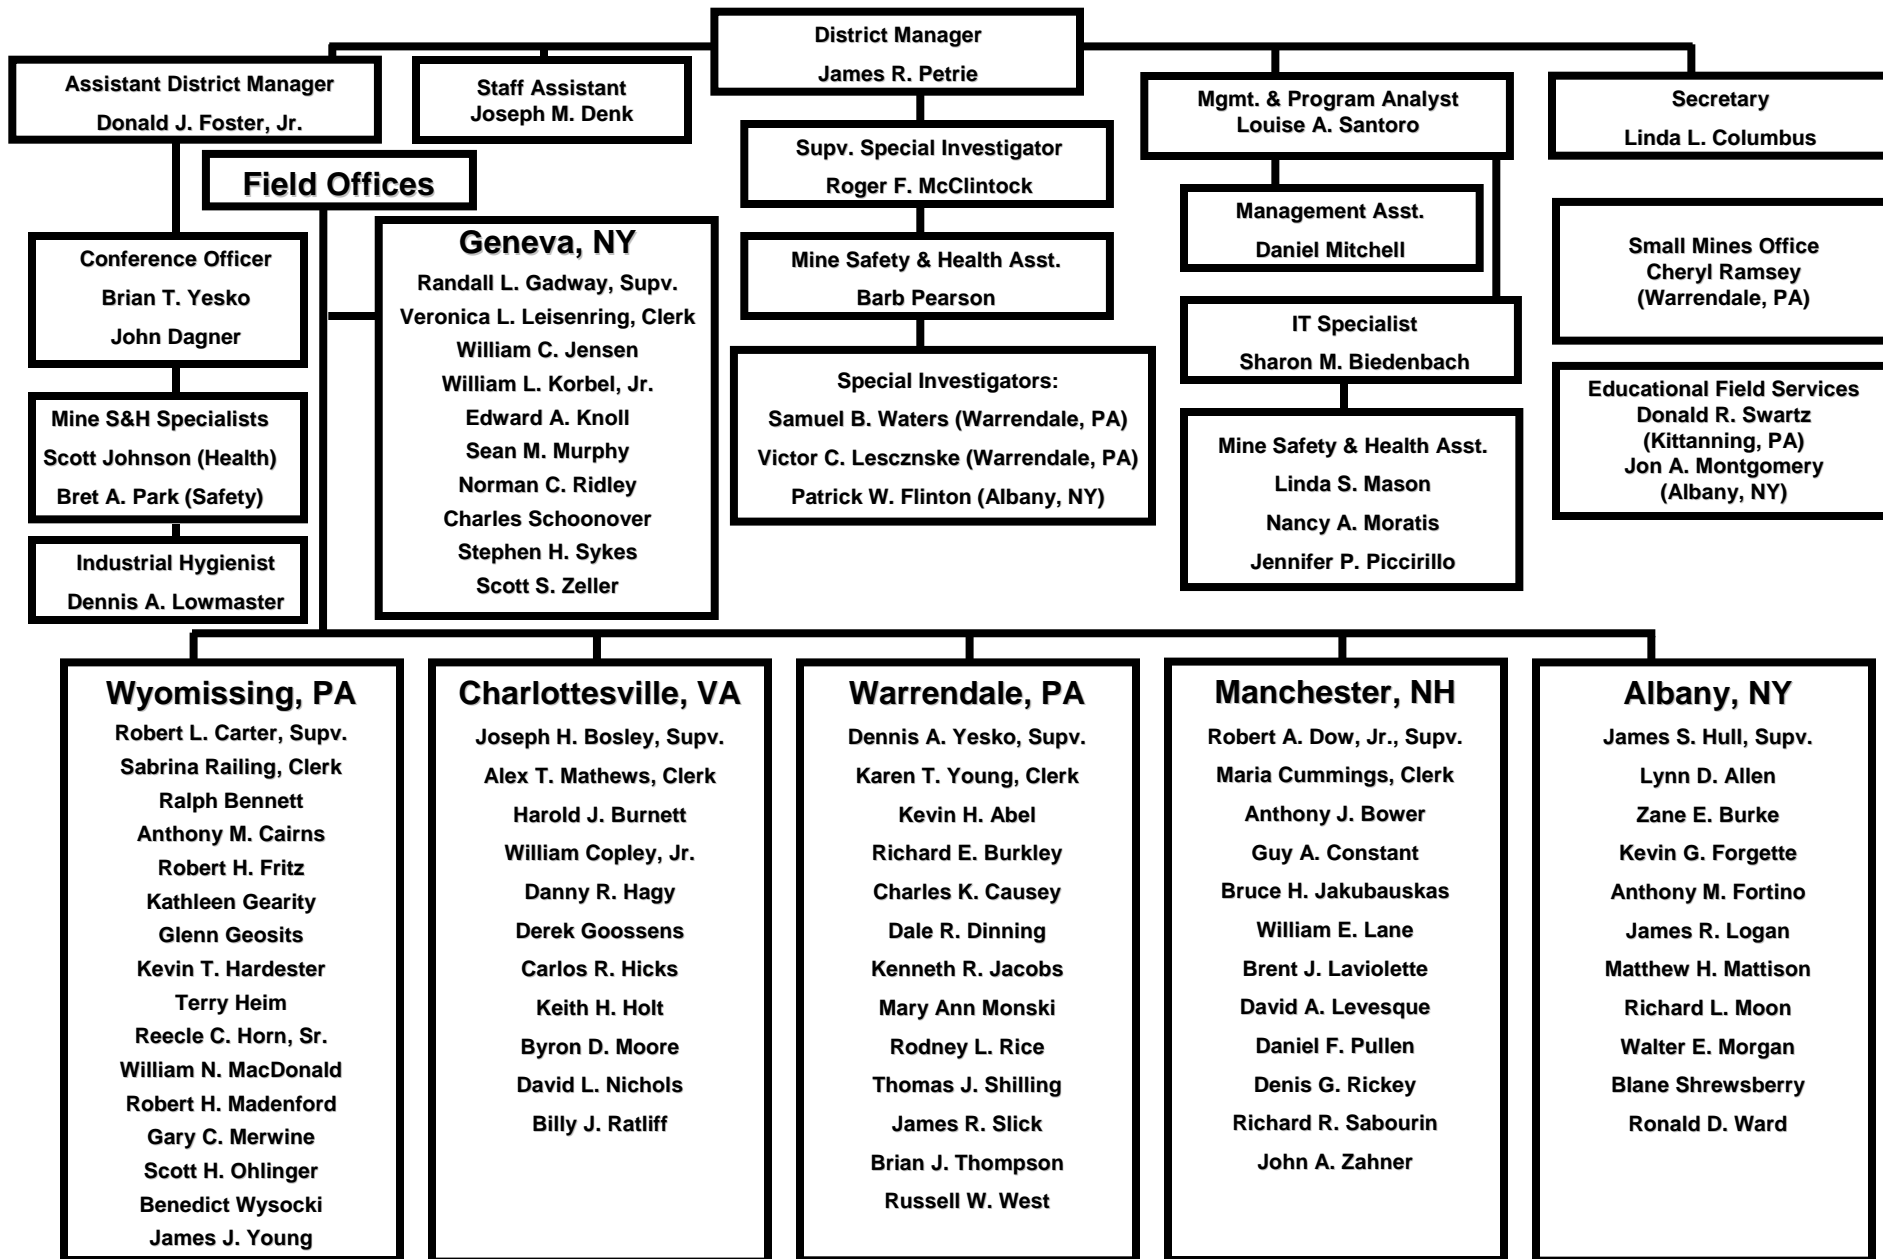 District Manager
James R. Petrie
Assistant District Manager
Donald J. Foster, Jr.
Staff Assistant
Joseph M. Denk
Mgmt. & Program Analyst
Louise A. Santoro
Secretary
Linda L. Columbus
Supv. Special Investigator
Roger F. McClintock
Field Offices
Management Asst.
Daniel Mitchell
Small Mines Office
Cheryl Ramsey
(Warrendale, PA)
Conference Officer
Brian T. Yesko
John Dagner
Geneva, NY
Randall L. Gadway, Supv.
Veronica L. Leisenring, Clerk
William C. Jensen
William L. Korbel, Jr.
Edward A. Knoll
Sean M. Murphy
Norman C. Ridley
Charles Schoonover
Stephen H. Sykes
Scott S. Zeller
Mine Safety & Health Asst.
Barb Pearson
IT Specialist
Sharon M. Biedenbach
Special Investigators:
Samuel B. Waters (Warrendale, PA)
Victor C. Lescznske (Warrendale, PA)
Patrick W. Flinton (Albany, NY)
Educational Field Services
Donald R. Swartz
(Kittanning, PA)
Jon A. Montgomery
(Albany, NY)
Mine S&H Specialists
Scott Johnson (Health)
Bret A. Park (Safety)
Mine Safety & Health Asst.
Linda S. Mason
Nancy A. Moratis
Jennifer P. Piccirillo
Industrial Hygienist
Dennis A. Lowmaster
Wyomissing, PA
Robert L. Carter, Supv.
Sabrina Railing, Clerk
Ralph Bennett
Anthony M. Cairns
Robert H. Fritz
Kathleen Gearity
Glenn Geosits
Kevin T. Hardester
Terry Heim
Reecle C. Horn, Sr.
William N. MacDonald
Robert H. Madenford
Gary C. Merwine
Scott H. Ohlinger
Benedict Wysocki
James J. Young
Charlottesville, VA
Joseph H. Bosley, Supv.
Alex T. Mathews, Clerk
Harold J. Burnett
William Copley, Jr.
Danny R. Hagy
Derek Goossens
Carlos R. Hicks
Keith H. Holt
Byron D. Moore
David L. Nichols
Billy J. Ratliff
Warrendale, PA
Dennis A. Yesko, Supv.
Karen T. Young, Clerk
Kevin H. Abel
Richard E. Burkley
Charles K. Causey
Dale R. Dinning
Kenneth R. Jacobs
Mary Ann Monski
Rodney L. Rice
Thomas J. Shilling
James R. Slick
Brian J. Thompson
Russell W. West
Manchester, NH
Robert A. Dow, Jr., Supv.
Maria Cummings, Clerk
Anthony J. Bower
Guy A. Constant
Bruce H. Jakubauskas
William E. Lane
Brent J. Laviolette
David A. Levesque
Daniel F. Pullen
Denis G. Rickey
Richard R. Sabourin
John A. Zahner
Albany, NY
James S. Hull, Supv.
Lynn D. Allen
Zane E. Burke
Kevin G. Forgette
Anthony M. Fortino
James R. Logan
Matthew H. Mattison
Richard L. Moon
Walter E. Morgan
Blane Shrewsberry
Ronald D. Ward